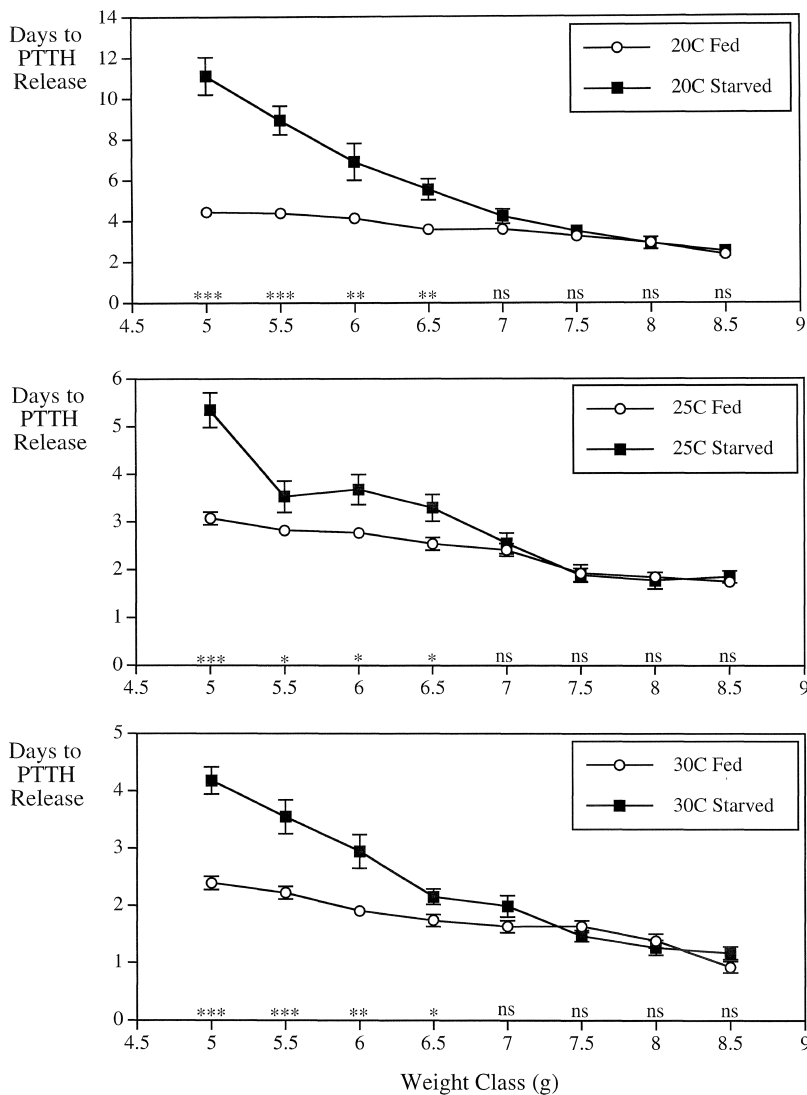 Days to
PTTH
Release
14
12
10
8
6
4
2
0
20C Fed
20C Starved
*** *** ** ** ns ns ns ns
4.5 5 5.5 6 6.5 7 7.5 8 8.5 9
Days to
PTTH
Release
6
5
4
3
2
1
0
25C Fed
25C Starved
*** * * * ns ns ns ns
4.5 5 5.5 6 6.5 7 7.5 8 8.5 9
Days to
PTTH
Release
5
4
3
2
1
0
30C Fed
30C Starved
*** *** ** * ns ns ns ns
4.5 5 5.5 6 6.5 7 7.5 8 8.5 9
Weight Class (g)